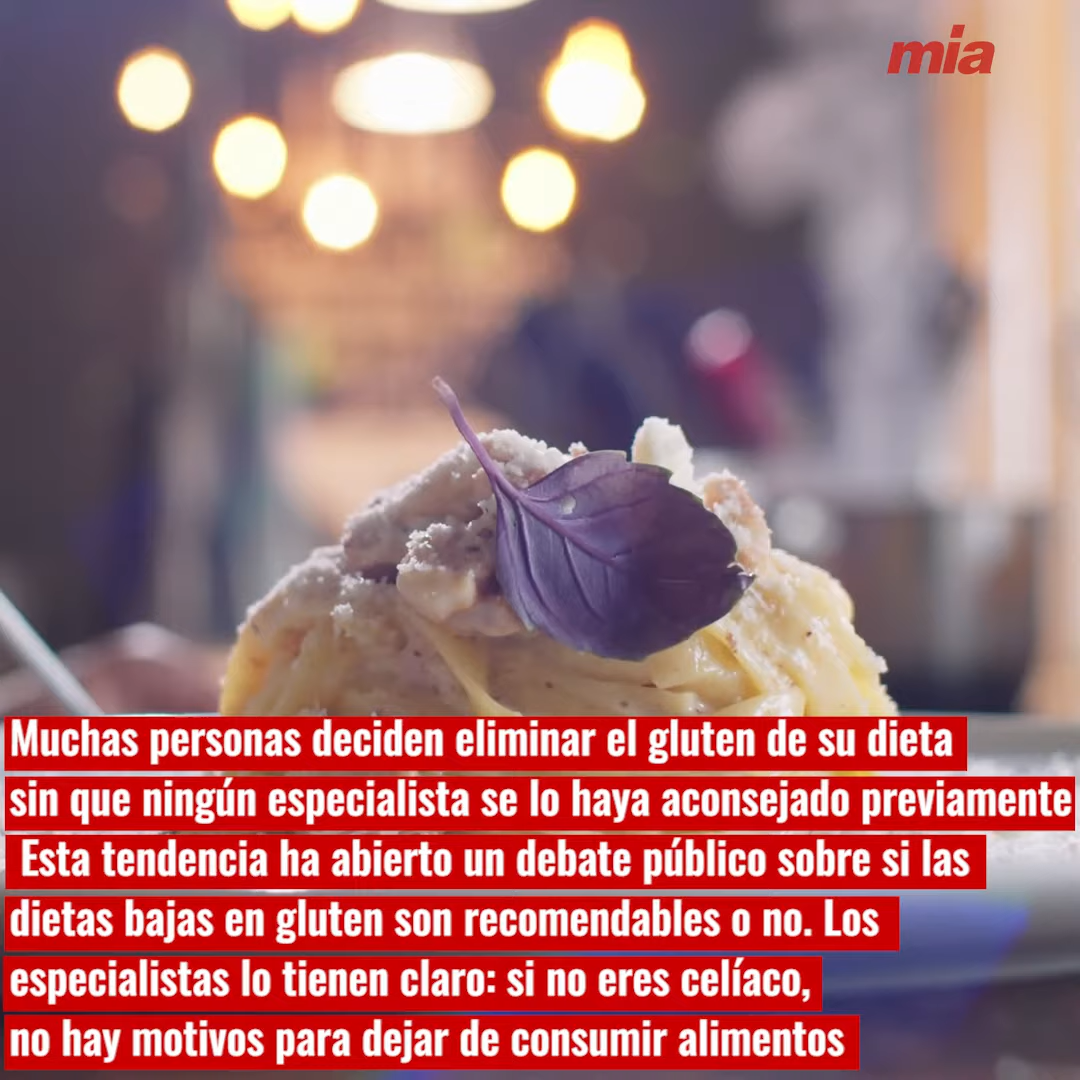 mia
Muchas personas deciden eliminar el gluten de su dieta
sin que ningún especialista se lo haya aconsejado previamente
Esta tendencia ha abierto un debate público sobre si las
dietas bajas en gluten son recomendables o no. Los
especialistas lo tienen claro: si no eres celíaco,
no hay motivos para dejar de consumir alimentos